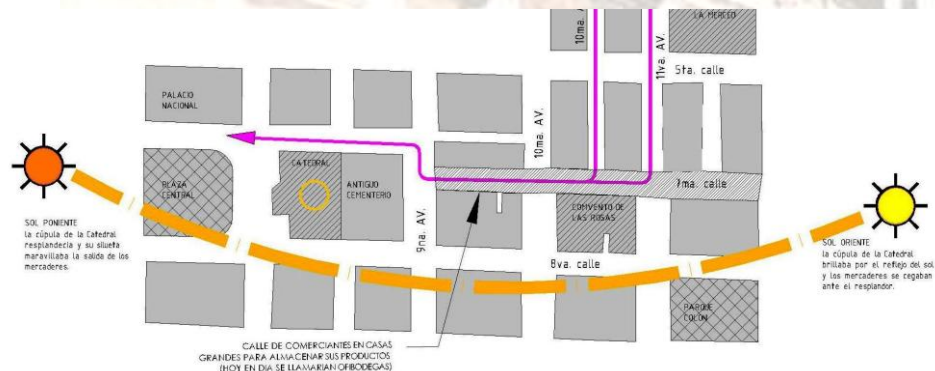 LA MERCED
10ma. AV.
11va. AV.
5ta. calle
PALACIO
NACIONAL
10ma. AV.
CATEDRAL
PLAZA
CENTRAL
ANTIGUO
CEMENTERIO
7ma. calle
CONVENTO DE
LAS ROSAS
9na. AV.
8va. calle
SOL PONIENTE
la cúpula de la Catedral
resplandecia y su silueta
maravillaba la salida de los
mercaderes.
SOL ORIENTE
la cúpula de la Catedral
brillaba por el reflejo del sol
y los mercaderes se cegaban
ante el resplandor.
PARQUE
COLON
CALLE DE COMERCIANTES EN CASAS
GRANDES PARA ALMACENAR SUS PRODUCTOS
(HOY EN DIA SE LLAMARIAN OFIBODEGAS)